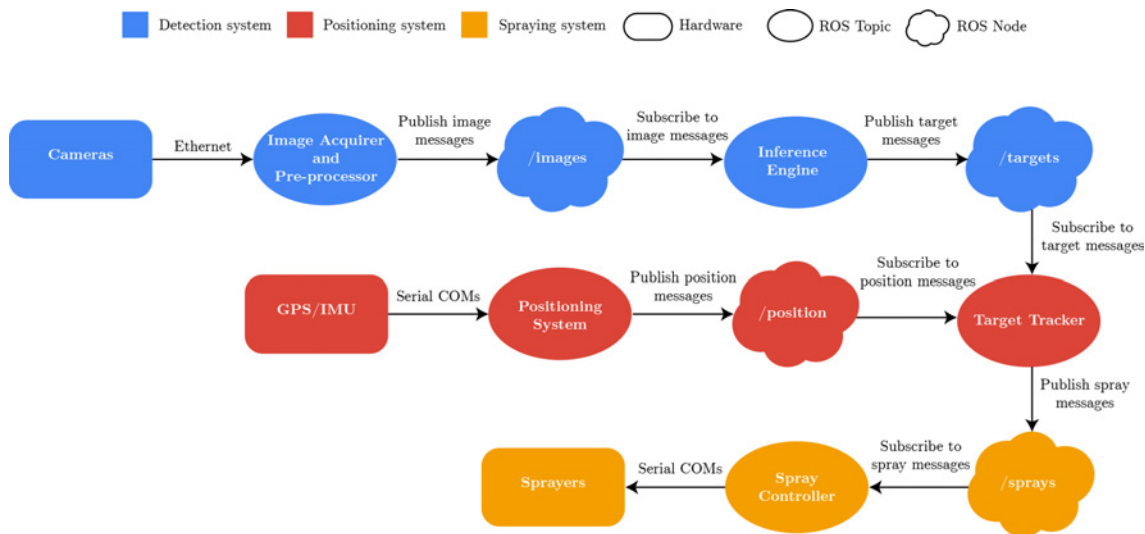 Detection system
Positioning system
Spraying system
Hardware
ROS Topic
ROS Node
Cameras
Ethernet
Image Acquirer
and
Pre-processor
Publish image
messages
/images
Subscribe to
image messages
Inference
Engine
Publish target
messages
/targets
Subscribe to
target messages
GPS/IMU
Serial COMs
Positioning
System
Publish position
messages
/position
Subscribe to
position messages
Target Tracker
Publish spray
messages
Sprayers
Serial COMs
Spray
Controller
Subscribe to
spray messages
/sprays